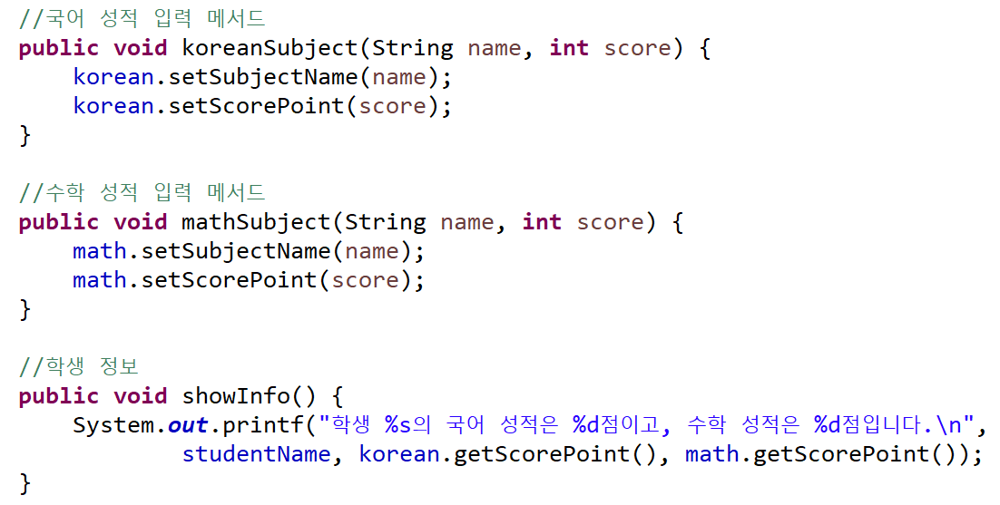 //국어 성적 입력 메서드
public void koreanSubject(String name, int score) {
    korean.setSubjectName(name);
    korean.setScorePoint(score);
}

//수학 성적 입력 메서드
public void mathSubject(String name, int score) {
    math.setSubjectName(name);
    math.setScorePoint(score);
}

//학생 정보
public void showInfo() {
    System.out.printf("학생 %s의 국어 성적은 %d점이고, 수학 성적은 %d점입니다.\n",
            studentName, korean.getScorePoint(), math.getScorePoint());
}